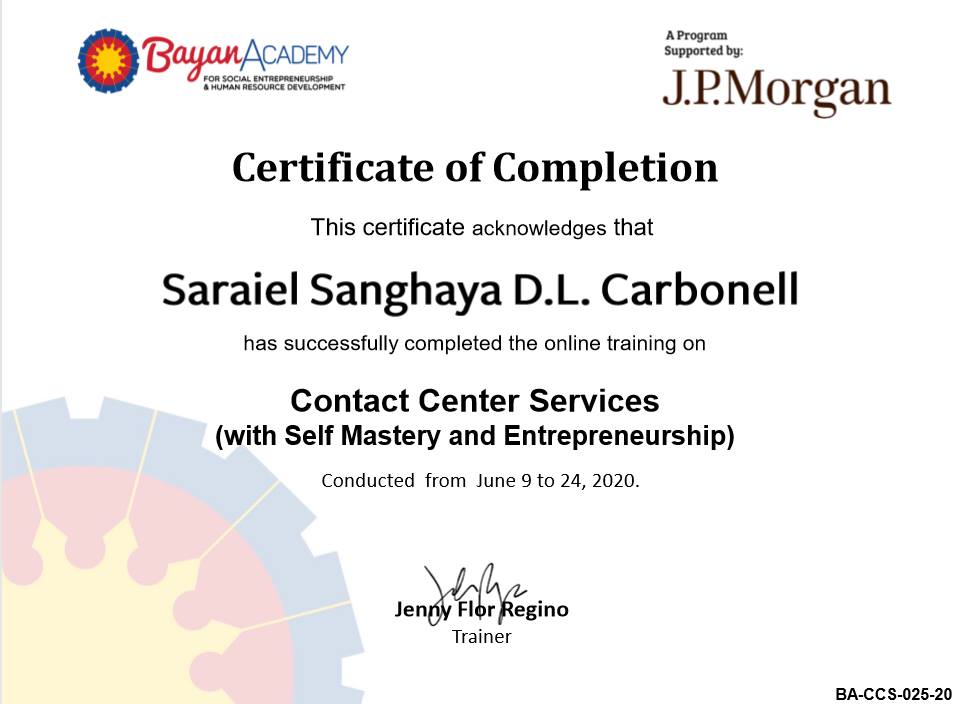 Bayan ACADEMY
FOR SOCIAL ENTREPRENEURSHIP
& HUMAN RESOURCE DEVELOPMENT
A Program
Supported by:
J.P.Morgan
Certificate of Completion
This certificate acknowledges that
Saraiel Sanghaya D.L. Carbonell
has successfully completed the online training on
Contact Center Services
(with Self Mastery and Entrepreneurship)
Conducted from June 9 to 24, 2020.
Jenny Flor Regino
Trainer
BA-CCS-025-20